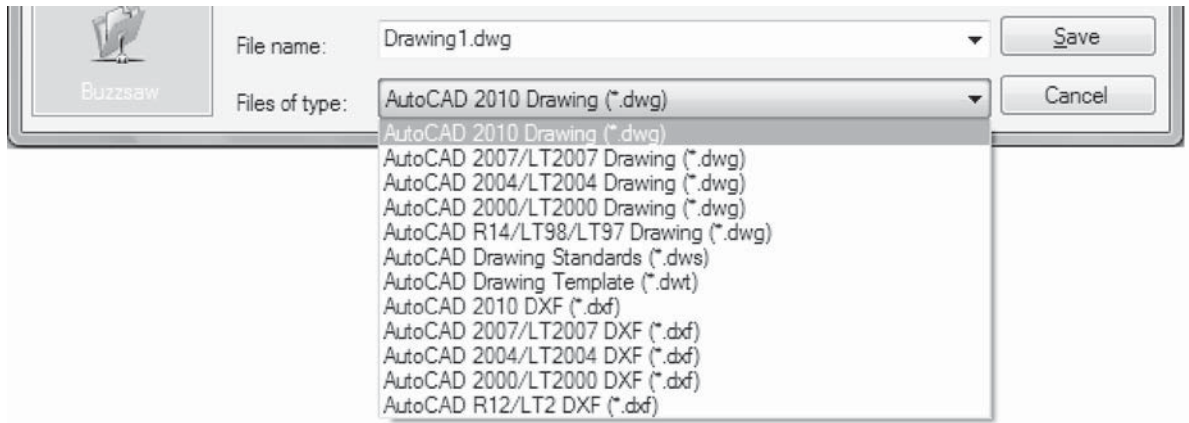 File name:
Drawing1.dwg
Save
Buzzsaw
Files of type:
AutoCAD 2010 Drawing (*.dwg)
Cancel
AutoCAD 2010 Drawing (*.dwg)
AutoCAD 2007/LT2007 Drawing (*.dwg)
AutoCAD 2004/LT2004 Drawing (*.dwg)
AutoCAD 2000/LT2000 Drawing (*.dwg)
AutoCAD R14/LT98/LT97 Drawing (*.dwg)
AutoCAD Drawing Standards (*.dws)
AutoCAD Drawing Template (*.dwt)
AutoCAD 2010 DXF (*.dxf)
AutoCAD 2007/LT2007 DXF (*.dxf)
AutoCAD 2004/LT2004 DXF (*.dxf)
AutoCAD 2000/LT2000 DXF (*.dxf)
AutoCAD R12/LT2 DXF (*.dxf)